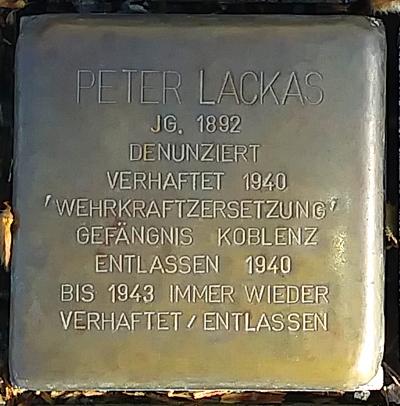 PETER LACKAS
JG. 1892
DENUNZIERT
VERHAFTET 1940
'WEHRKRAFTZERSETZUNG'
GEFÄNGNIS KOBLENZ
ENTLASSEN 1940
BIS 1943 IMMER WIEDER
VERHAFTET/ENTLASSEN